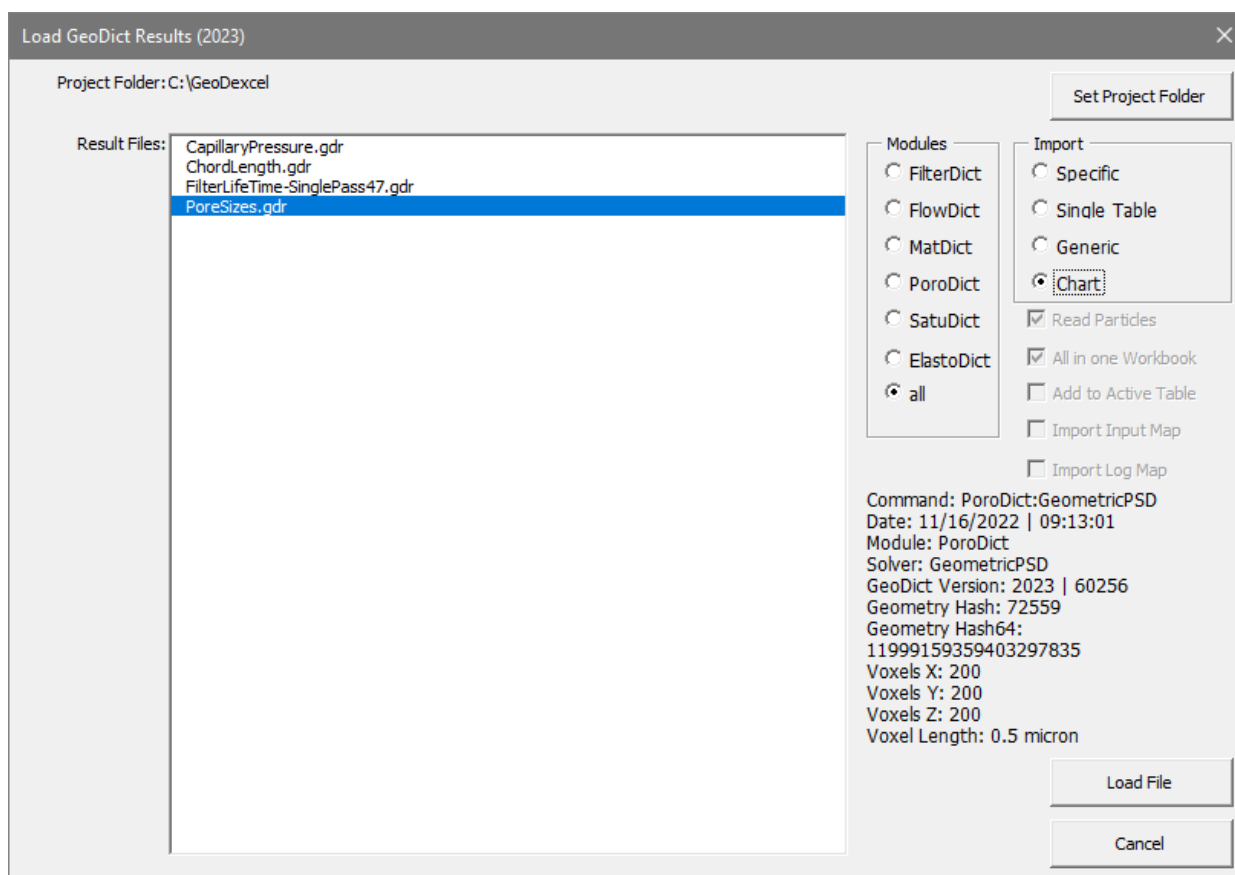 Load GeoDict Results (2023)
Project Folder: C:\GeoDexcel
Set Project Folder
Result Files:
CapillaryPressure.gdr
ChordLength.gdr
FilterLifeTime-SinglePass47.gdr
PoreSizes.gdr
Modules
FilterDict
FlowDict
MatDict
PoroDict
SatuDict
ElastoDict
all
Import
Specific
Single Table
Generic
Chart
Read Particles
All in one Workbook
Add to Active Table
Import Input Map
Import Log Map
Command: PoroDict:GeometricPSD
Date: 11/16/2022 | 09:13:01
Module: PoroDict
Solver: GeometricPSD
GeoDict Version: 2023 | 60256
Geometry Hash: 72559
Geometry Hash64:
11999159359403297835
Voxels X: 200
Voxels Y: 200
Voxels Z: 200
Voxel Length: 0.5 micron
Load File
Cancel